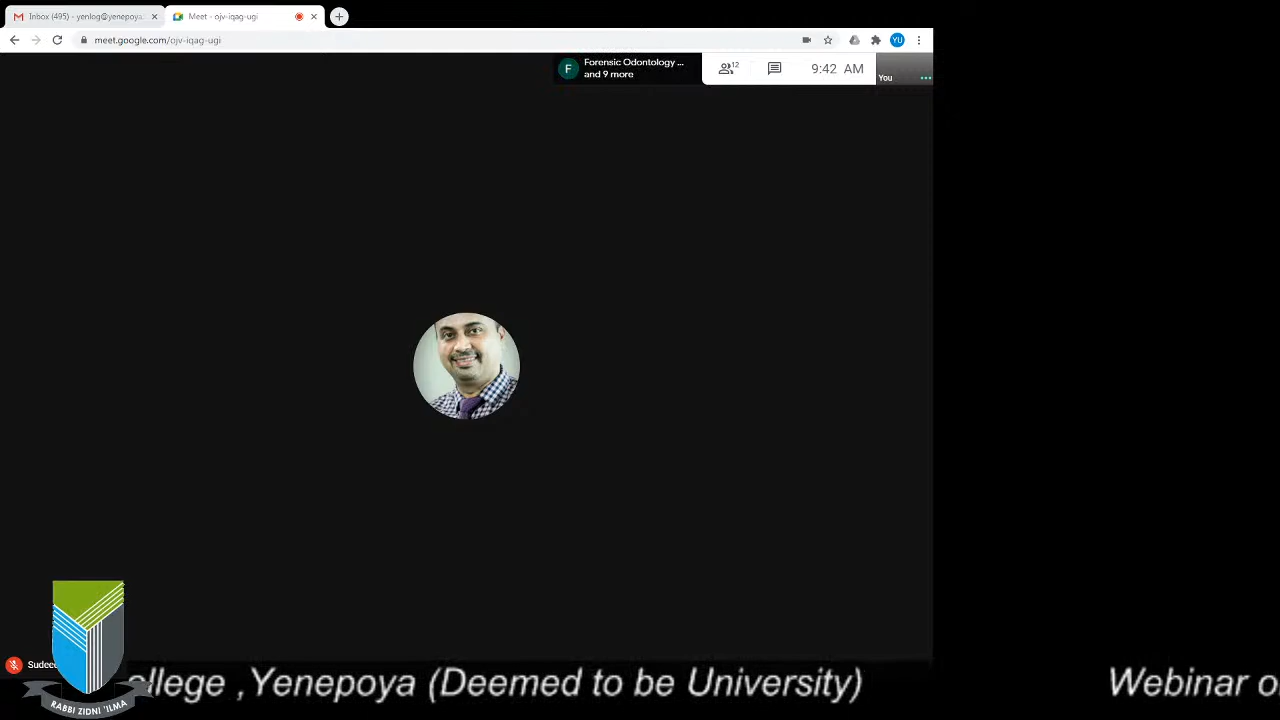 Inbox (495) - yenlog@yenepoya
Meet - ojv-iqag-ugi
meet.google.com/ojv-iqag-ugi
YU
F
Forensic Odontology ...
and 9 more
12
9:42 AM
You
Sudee
ollege ,Yenepoya (Deemed to be University)
Webinar o
RABBI ZIDNI 'ILMA